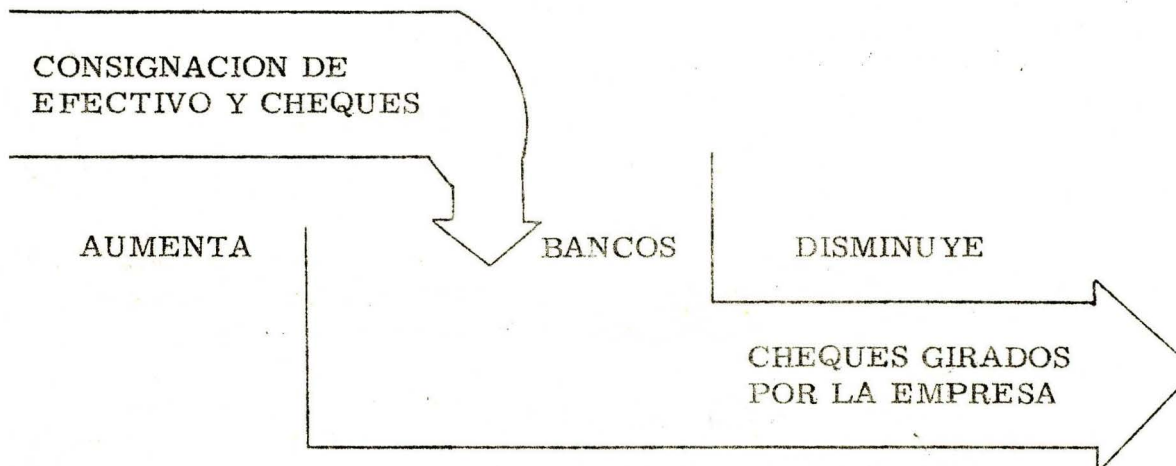 CONSIGNACION DE
EFECTIVO Y CHEQUES
AUMENTA
BANCOS
DISMINUYE
CHEQUES GIRADOS
POR LA EMPRESA